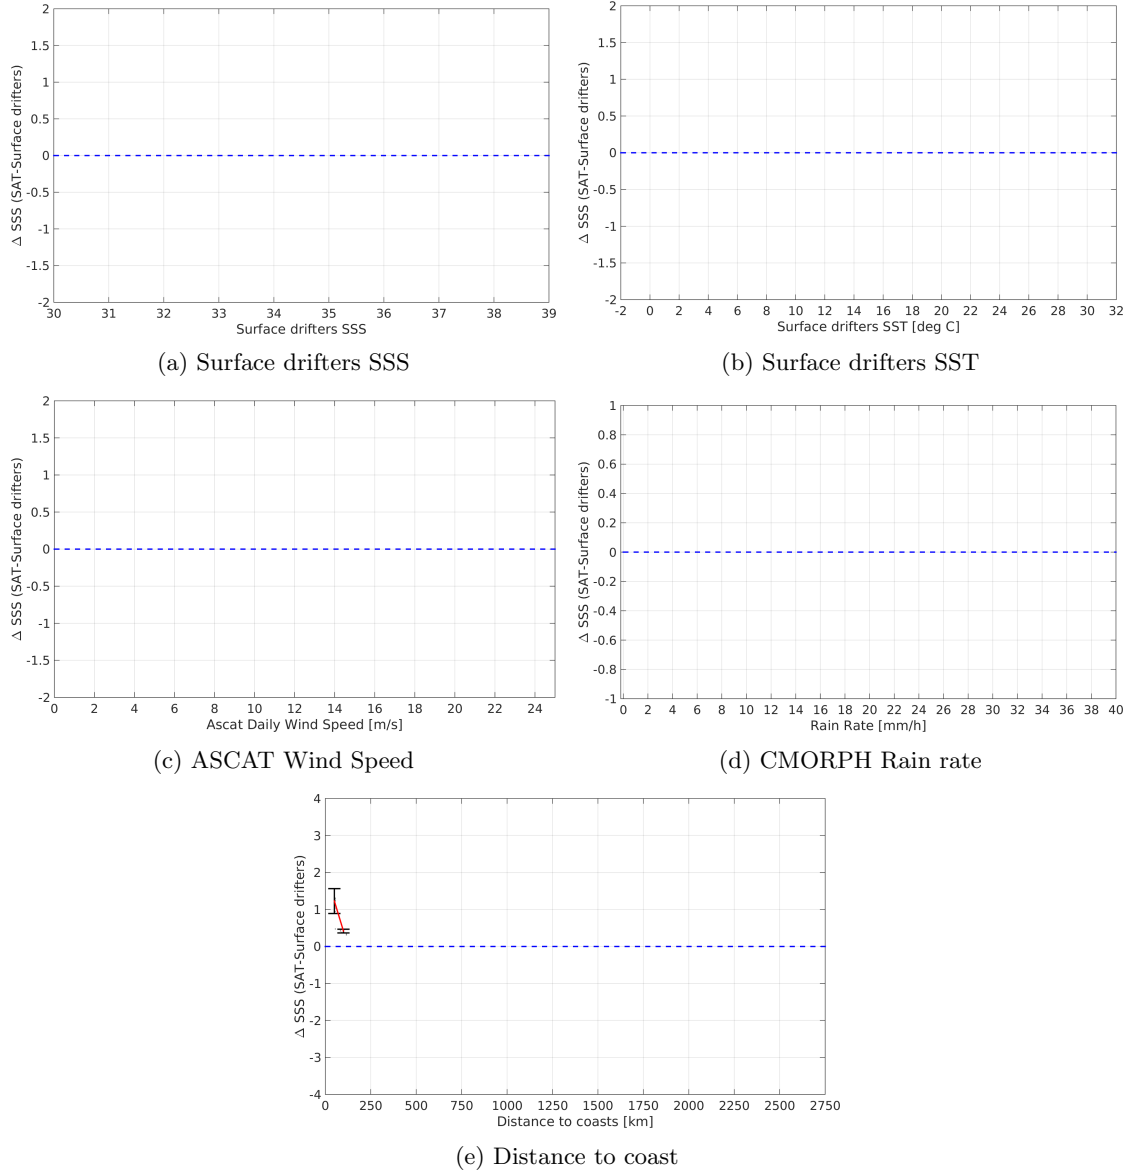 2
1.5
1
0.5
0
-0.5
-1
-1.5
-2
Δ SSS (SAT-Surface drifters)
30 31 32 33 34 35 36 37 38 39
Surface drifters SSS
(a) Surface drifters SSS
2
1.5
1
0.5
0
-0.5
-1
-1.5
-2
Δ SSS (SAT-Surface drifters)
-2 0 2 4 6 8 10 12 14 16 18 20 22 24 26 28 30 32
Surface drifters SST [deg C]
(b) Surface drifters SST
2
1.5
1
0.5
0
-0.5
-1
-1.5
-2
Δ SSS (SAT-Surface drifters)
0 2 4 6 8 10 12 14 16 18 20 22 24
Ascat Daily Wind Speed [m/s]
(c) ASCAT Wind Speed
1
0.8
0.6
0.4
0.2
0
-0.2
-0.4
-0.6
-0.8
-1
Δ SSS (SAT-Surface drifters)
0 2 4 6 8 10 12 14 16 18 20 22 24 26 28 30 32 34 36 38 40
Rain Rate [mm/h]
(d) CMORPH Rain rate
4
3
2
1
0
-1
-2
-3
-4
Δ SSS (SAT-Surface drifters)
0 250 500 750 1000 1250 1500 1750 2000 2250 2500 2750
Distance to coasts [km]
(e) Distance to coast